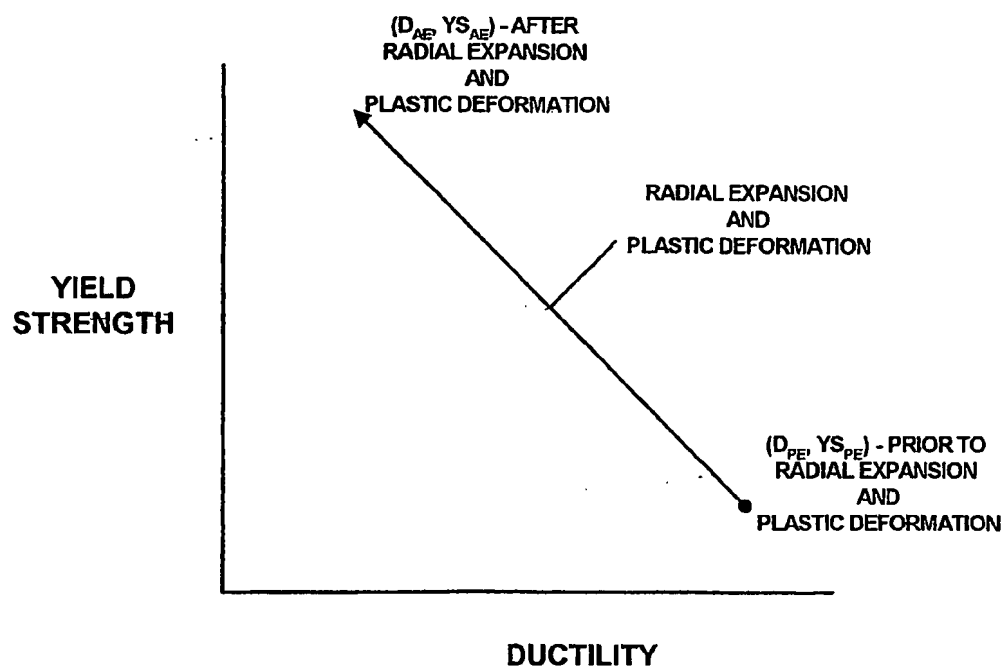 (D_AE, YS_AE) - AFTER
RADIAL EXPANSION
AND
PLASTIC DEFORMATION
RADIAL EXPANSION
AND
PLASTIC DEFORMATION
YIELD
STRENGTH
(D_PE, YS_PE) - PRIOR TO
RADIAL EXPANSION
AND
PLASTIC DEFORMATION
DUCTILITY